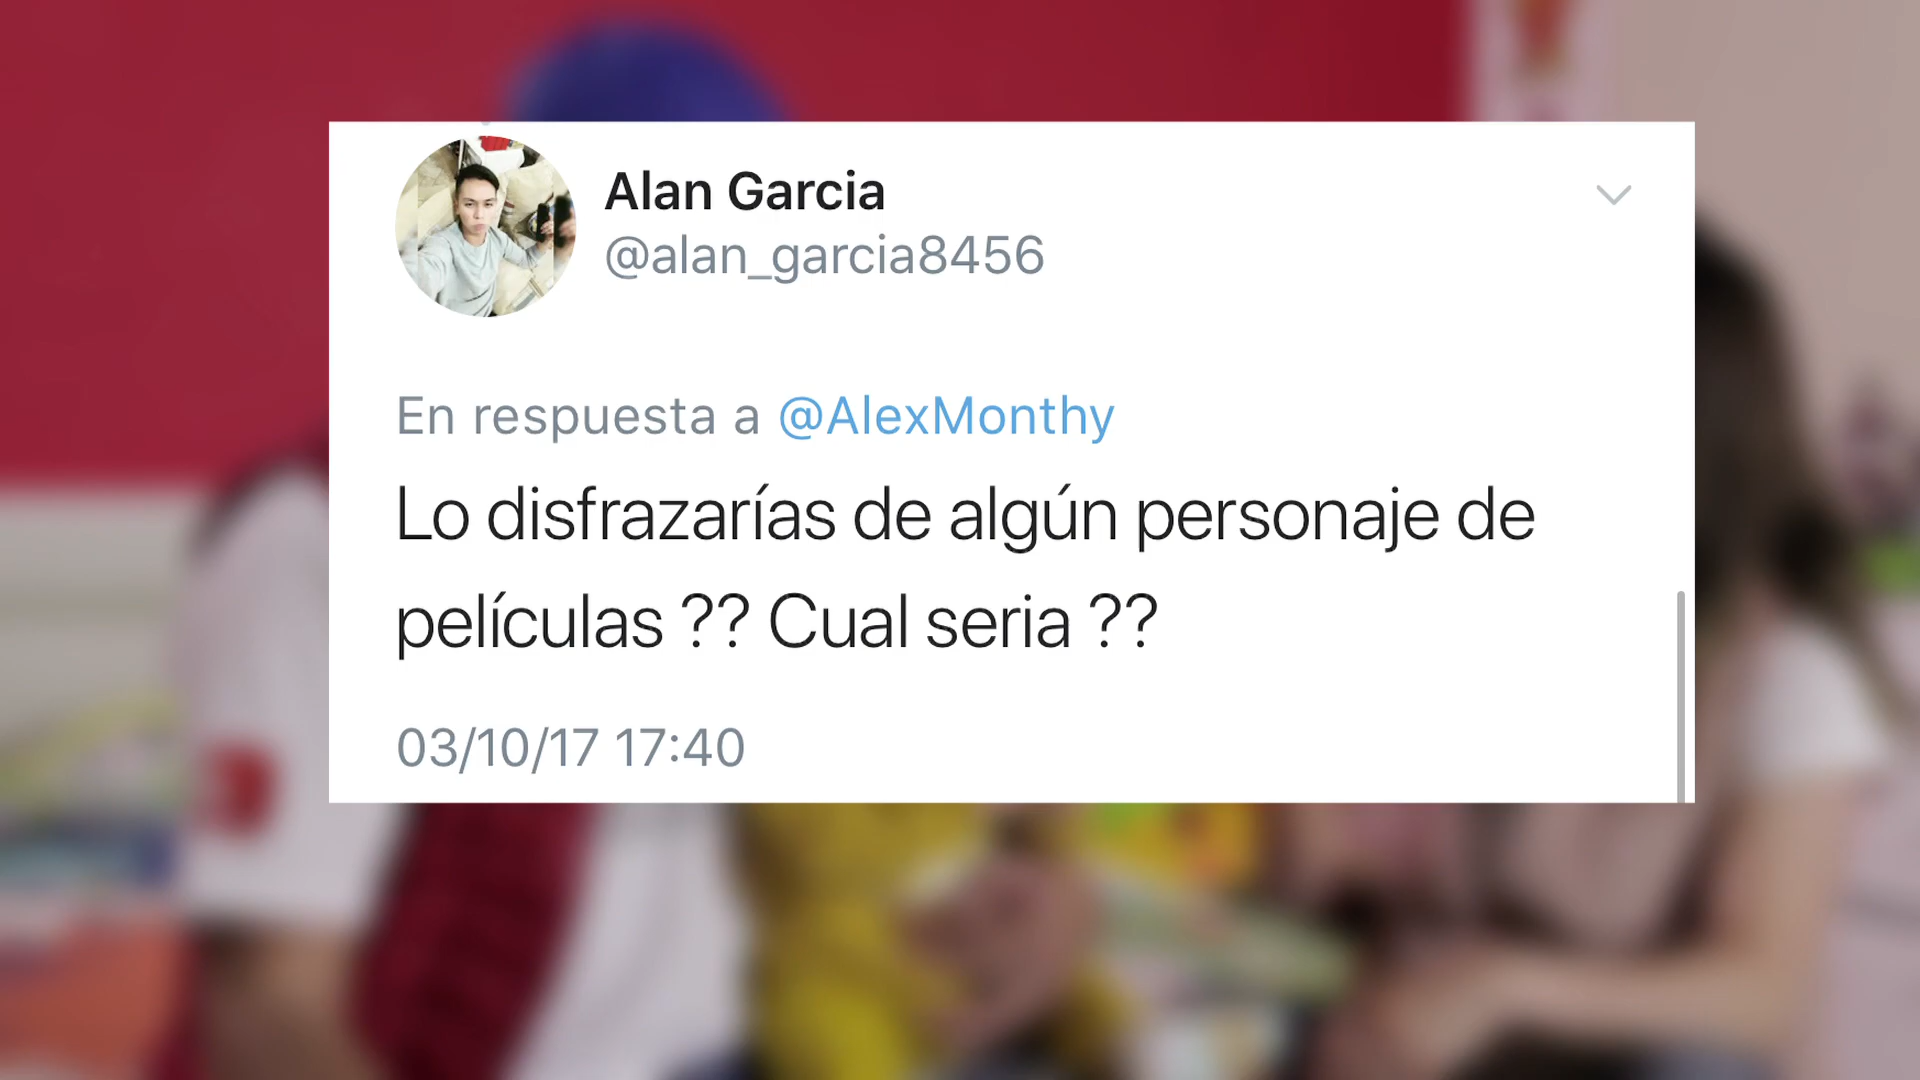 Alan Garcia
@alan_garcia8456
En respuesta a @AlexMonthy
Lo disfrazarías de algún personaje de
películas ?? Cual seria ??
03/10/17 17:40